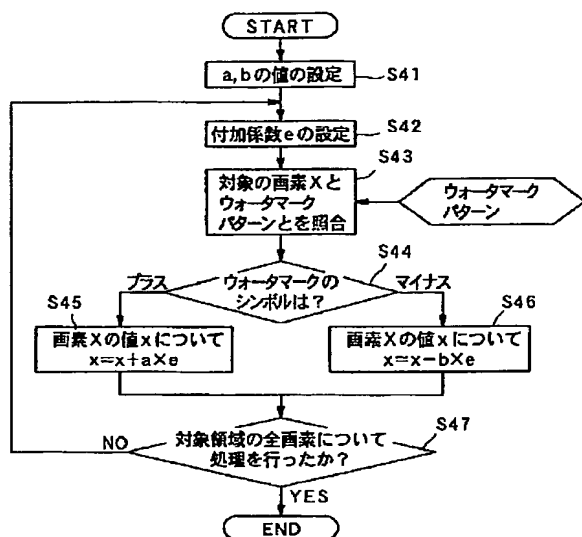 START
a,bの値の設定
S41
付加係数eの設定
S42
S43
対象の画素Xと
ウォータマーク
パターンとを照合
ウォータマーク
パターン
S44
プラス
ウォータマークの
シンボルは？
マイナス
S45
画素Xの値xについて
x=x+a×e
S46
画素Xの値xについて
x=x−b×e
S47
対象領域の全画素について
処理を行ったか？
NO
YES
END